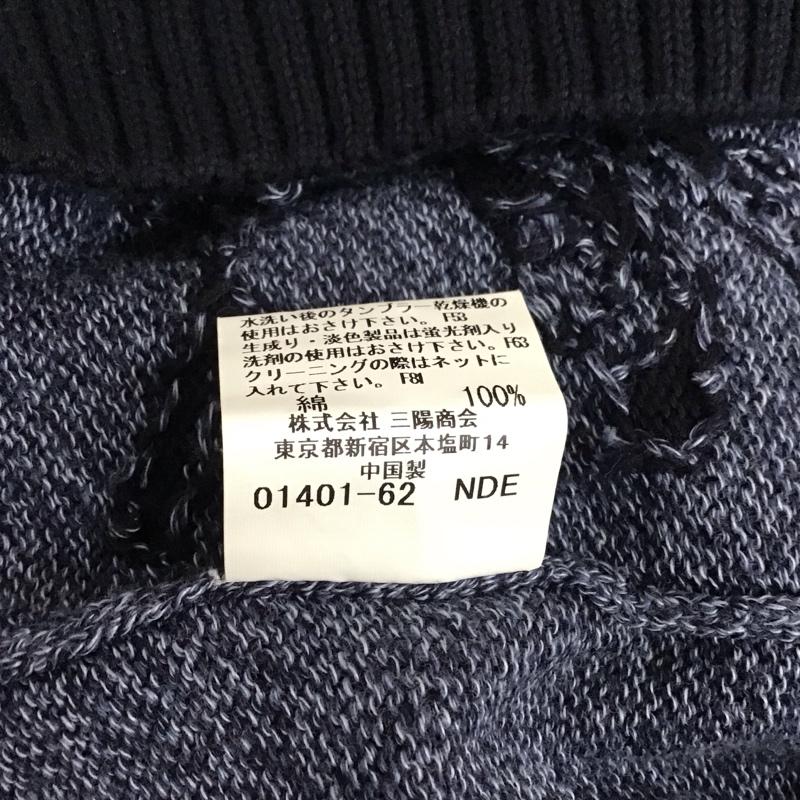 水洗い後のタンブラー乾燥機の
使用はおさけ下さい。 F53
生成り・淡色製品は蛍光剤入り
洗剤の使用はおさけ下さい。F63
クリーニングの際はネットに
入れて下さい。 F81
綿 100%
株式会社 三陽商会
東京都新宿区本塩町14
中国製
01401-62 NDE